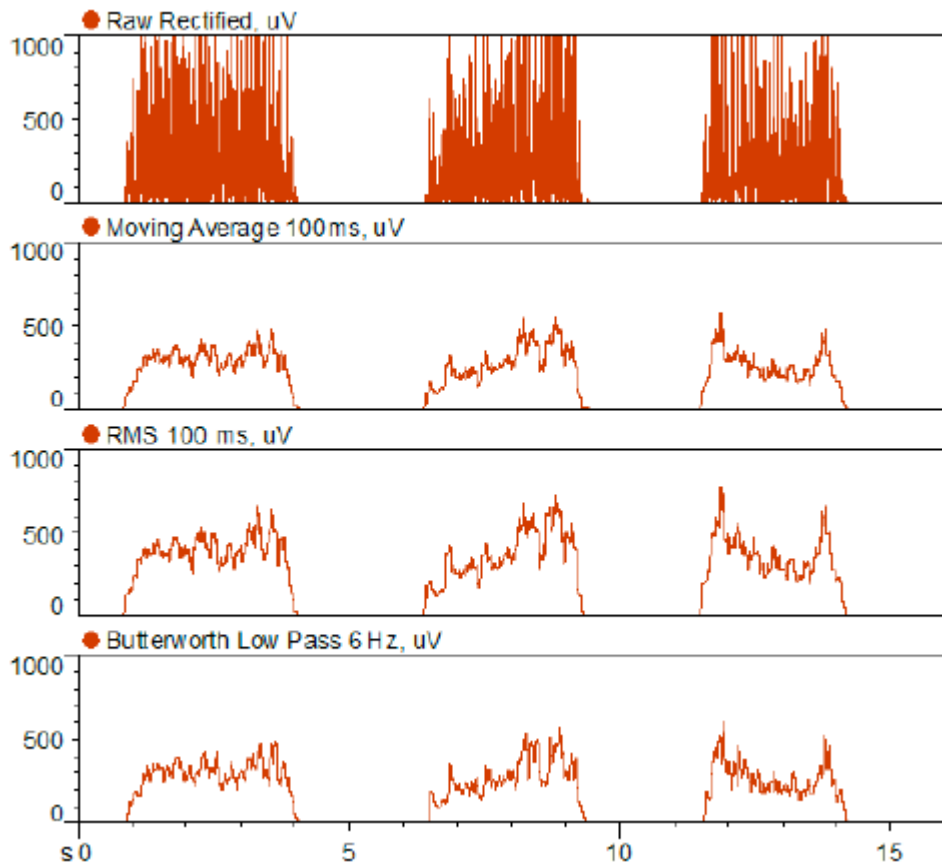 Raw Rectified, uV
1000
500
0
Moving Average 100ms, uV
1000
500
0
RMS 100 ms, uV
1000
500
0
Butterworth Low Pass 6 Hz, uV
1000
500
0
s 0 5 10 15